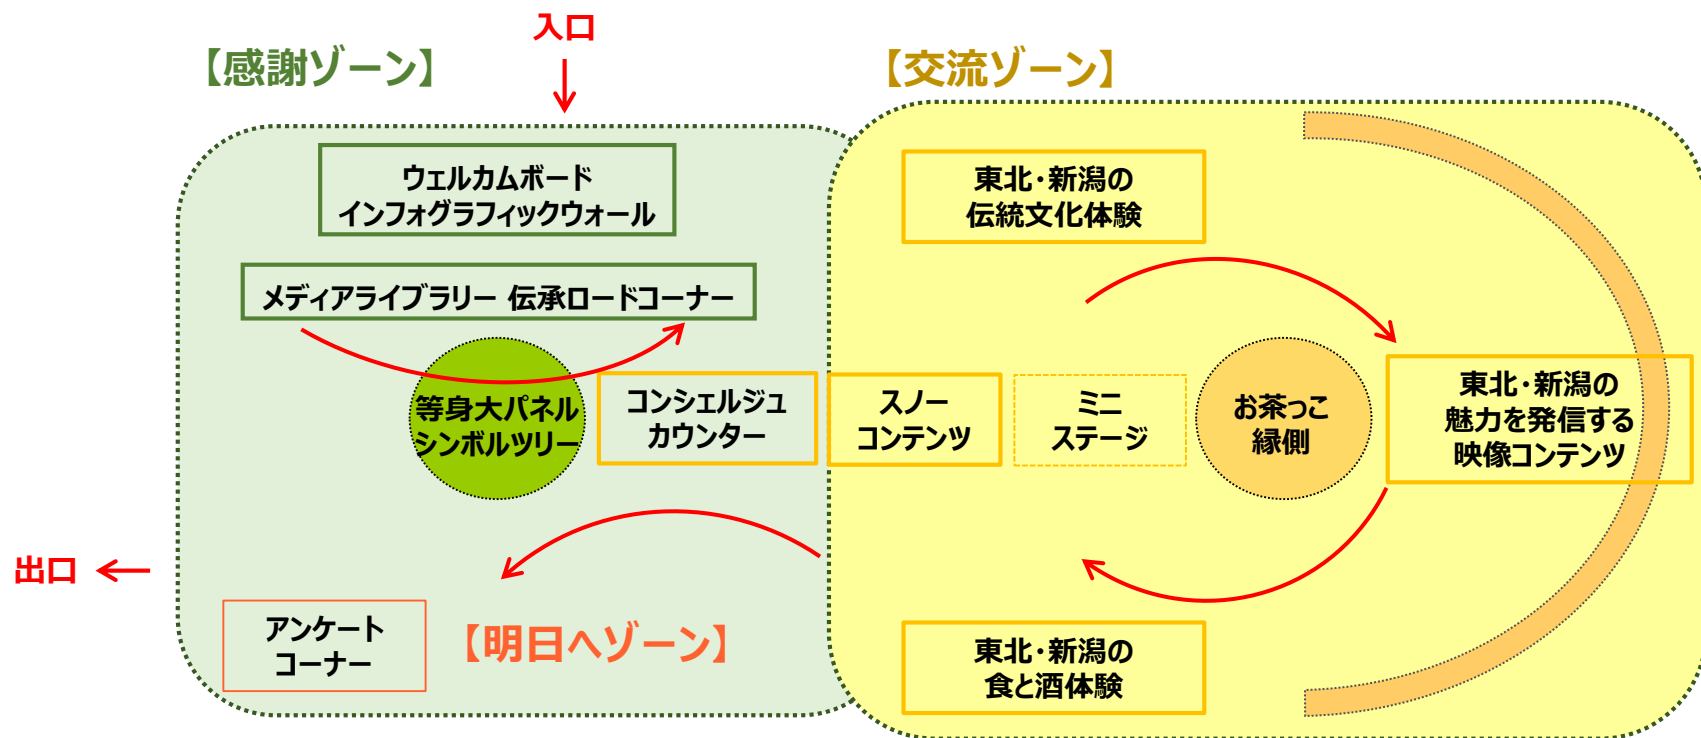 入口
【感謝ゾーン】
【交流ゾーン】
ウェルカムボード
インフォグラフィックウォール
メディアライブラリー 伝承ロードコーナー
等身大パネル
シンボルツリー
コンシェルジュ
カウンター
東北・新潟の
伝統文化体験
スノー
コンテンツ
ミニ
ステージ
お茶っこ
縁側
東北・新潟の
魅力を発信する
映像コンテンツ
東北・新潟の
食と酒体験
【明日へゾーン】
アンケート
コーナー
出口